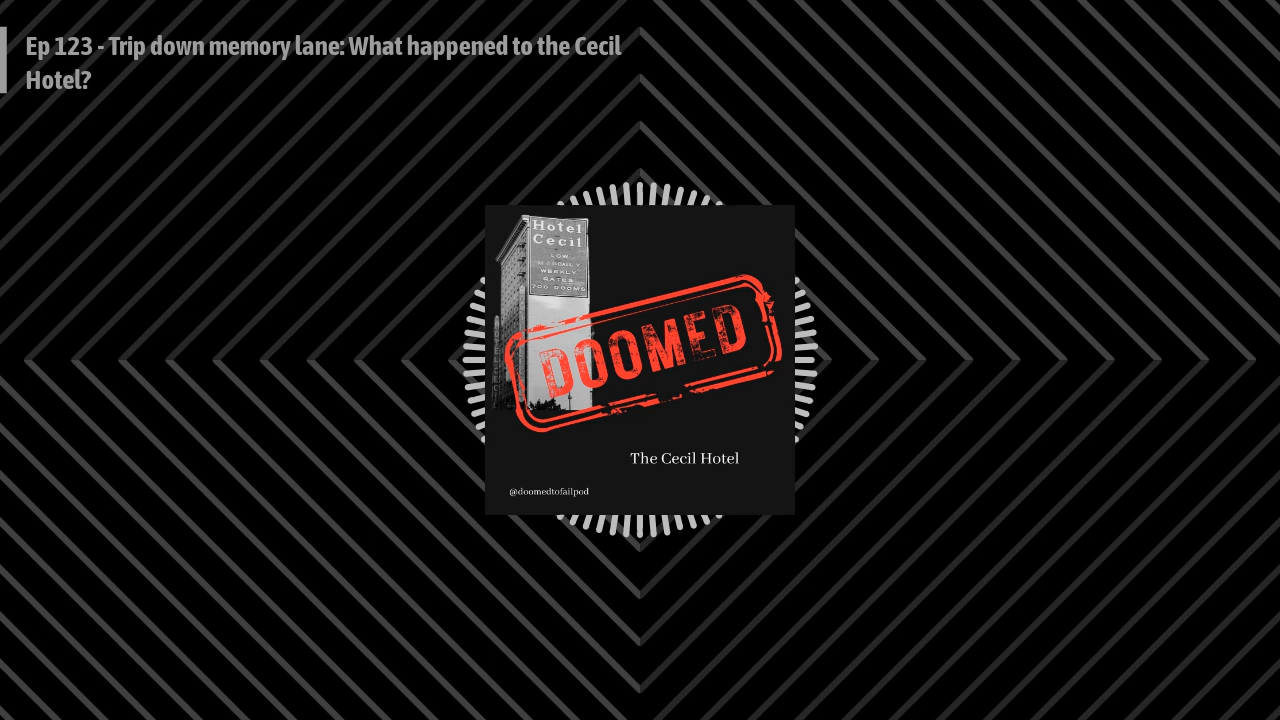 Ep 123 - Trip down memory lane: What happened to the Cecil
Hotel?
Hotel
Cecil
LOW
WEEKLY
RATES
700 ROOMS
DOOMED
The Cecil Hotel
@doomedtofailpod